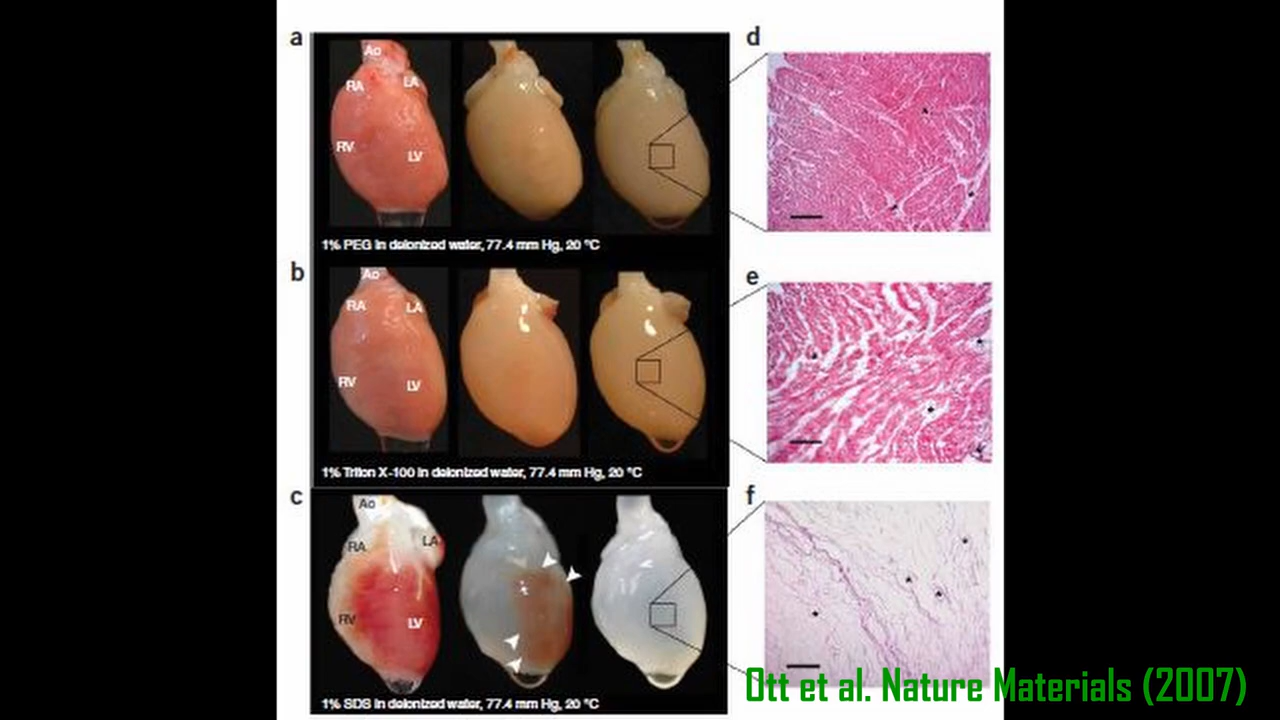 a
d
Ao
RA
LA
RV
LV
1% PEG in deionized water, 77.4 mm Hg, 20 °C
b
e
Ao
RA
LA
RV
LV
1% Triton X-100 in deionized water, 77.4 mm Hg, 20 °C
c
f
Ao
RA
LA
RV
LV
1% SDS in deionized water, 77.4 mm Hg, 20 °C
Ott et al. Nature Materials (2007)